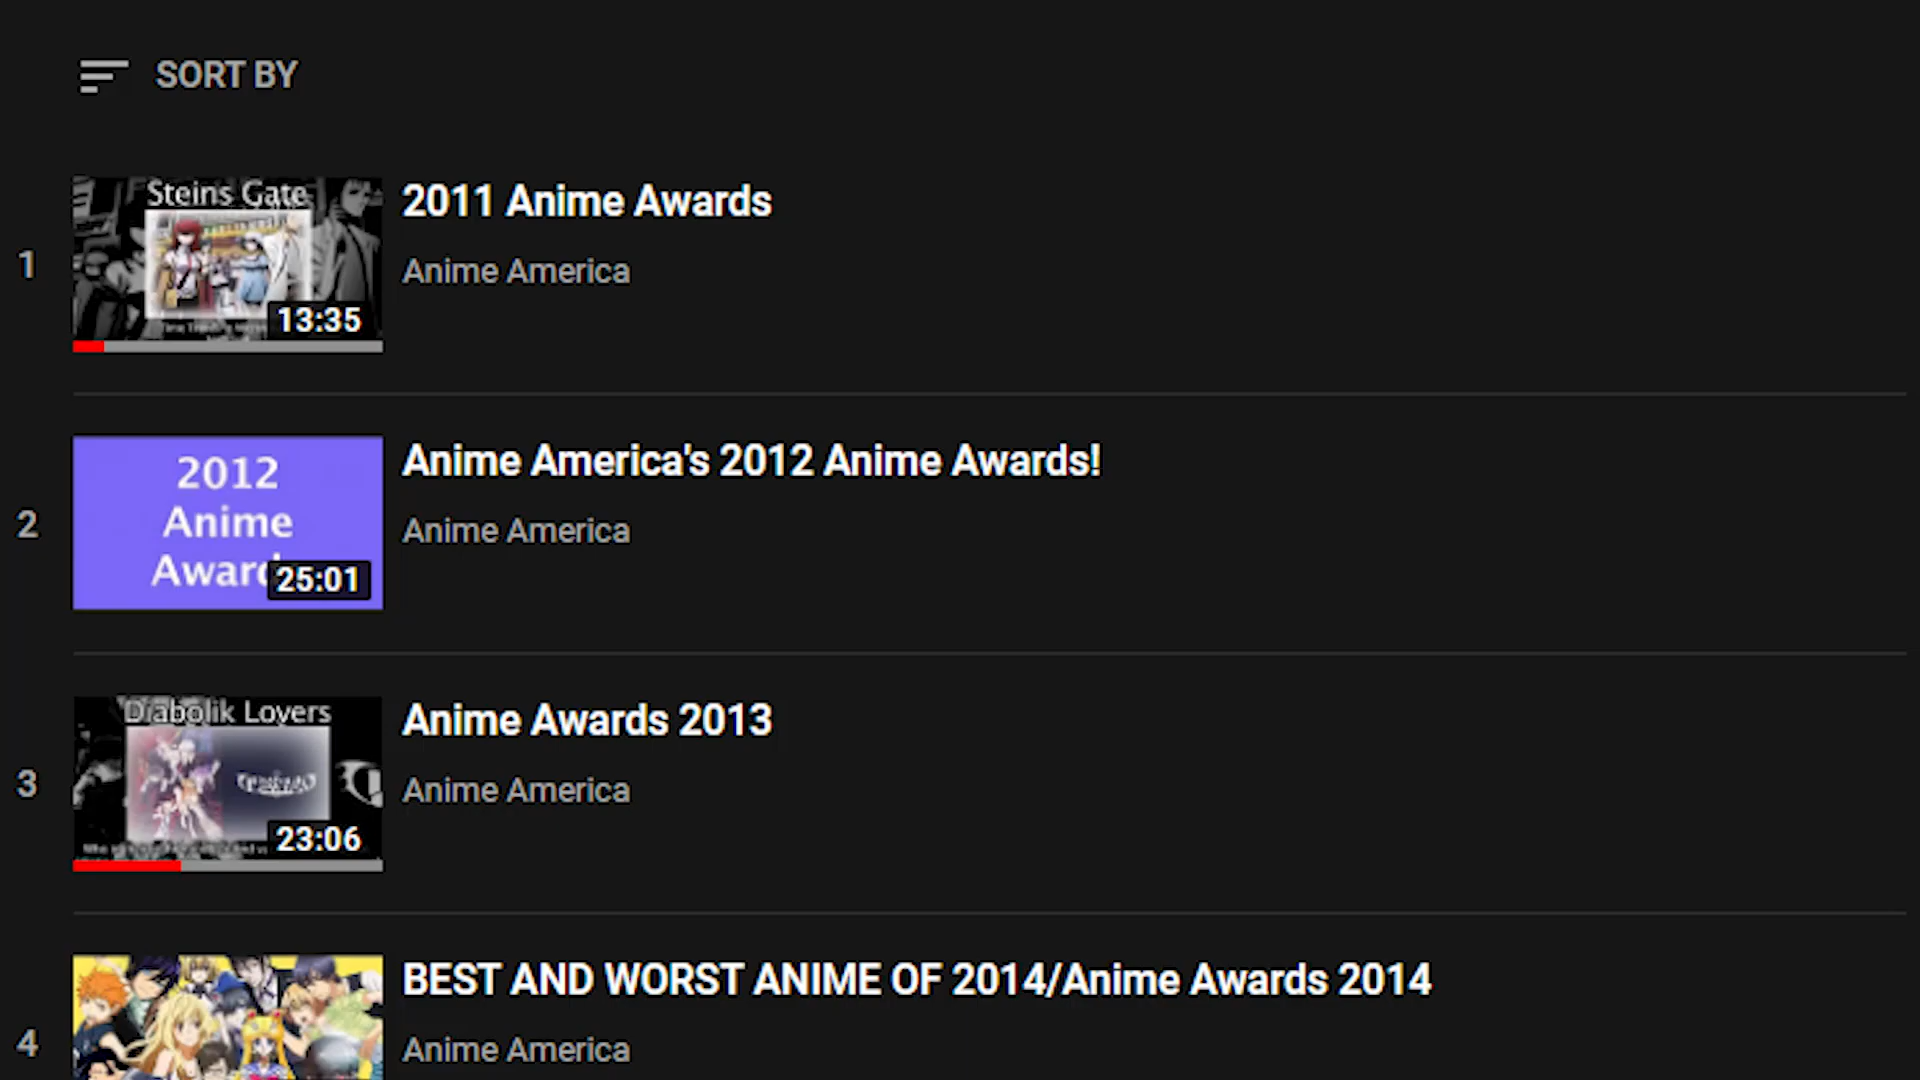 SORT BY
1
Steins Gate
13:35
2011 Anime Awards
Anime America
2
2012
Anime
25:01
Anime America's 2012 Anime Awards!
Anime America
3
Diabolik Lovers
23:06
Anime Awards 2013
Anime America
4
BEST AND WORST ANIME OF 2014/Anime Awards 2014
Anime America